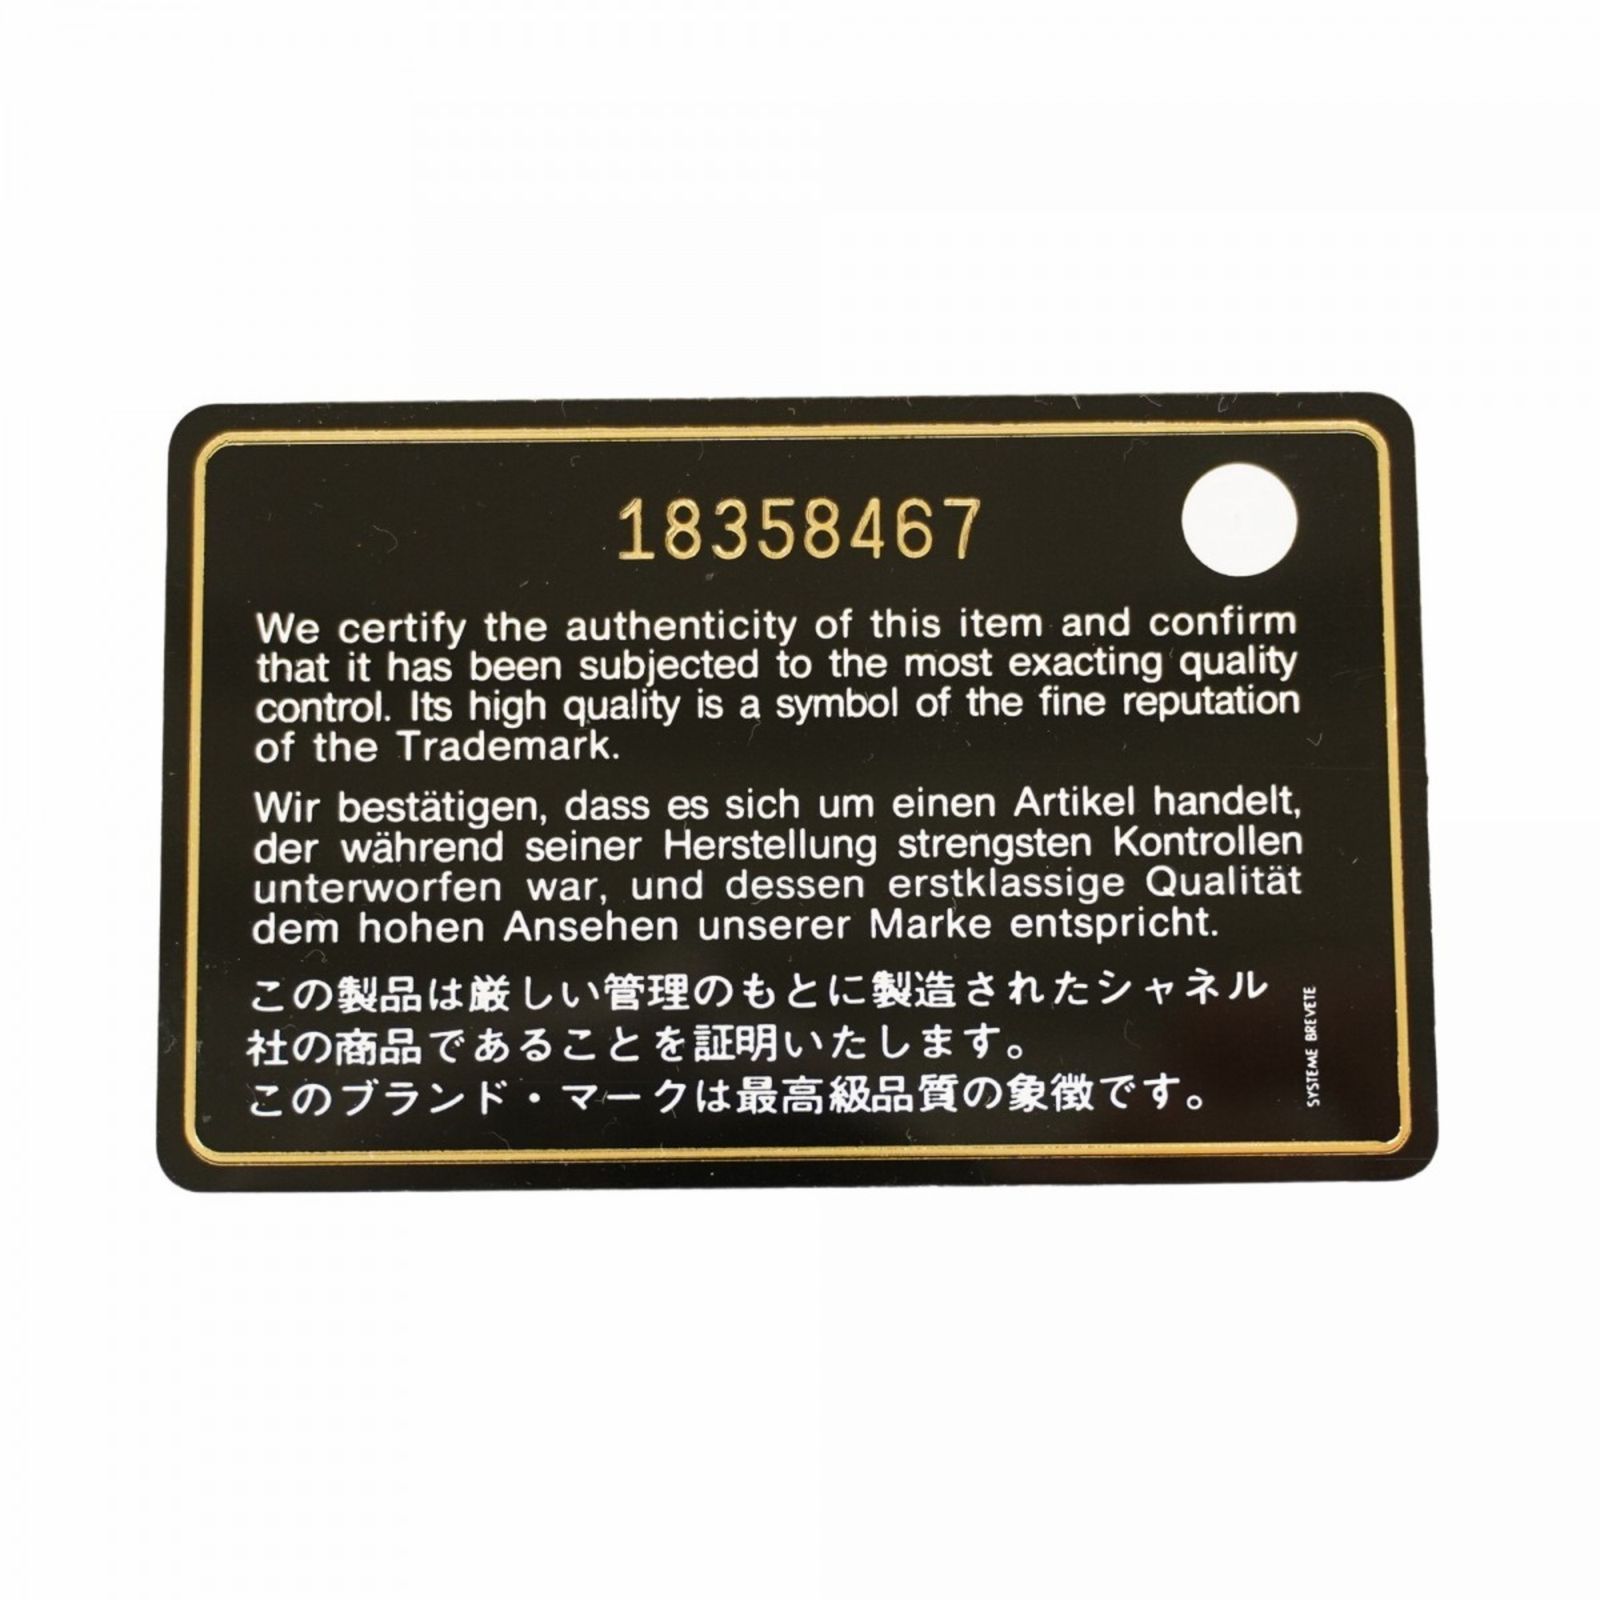 18358467
We certify the authenticity of this item and confirm
that it has been subjected to the most exacting quality
control. Its high quality is a symbol of the fine reputation
of the Trademark.
Wir bestätigen, dass es sich um einen Artikel handelt,
der während seiner Herstellung strengsten Kontrollen
unterworfen war, und dessen erstklassige Qualität
dem hohen Ansehen unserer Marke entspricht.
この製品は厳しい管理のもとに製造されたシャネル
社の商品であることを証明いたします。
このブランド・マークは最高級品質の象徴です。
SYSTEME BREVETE